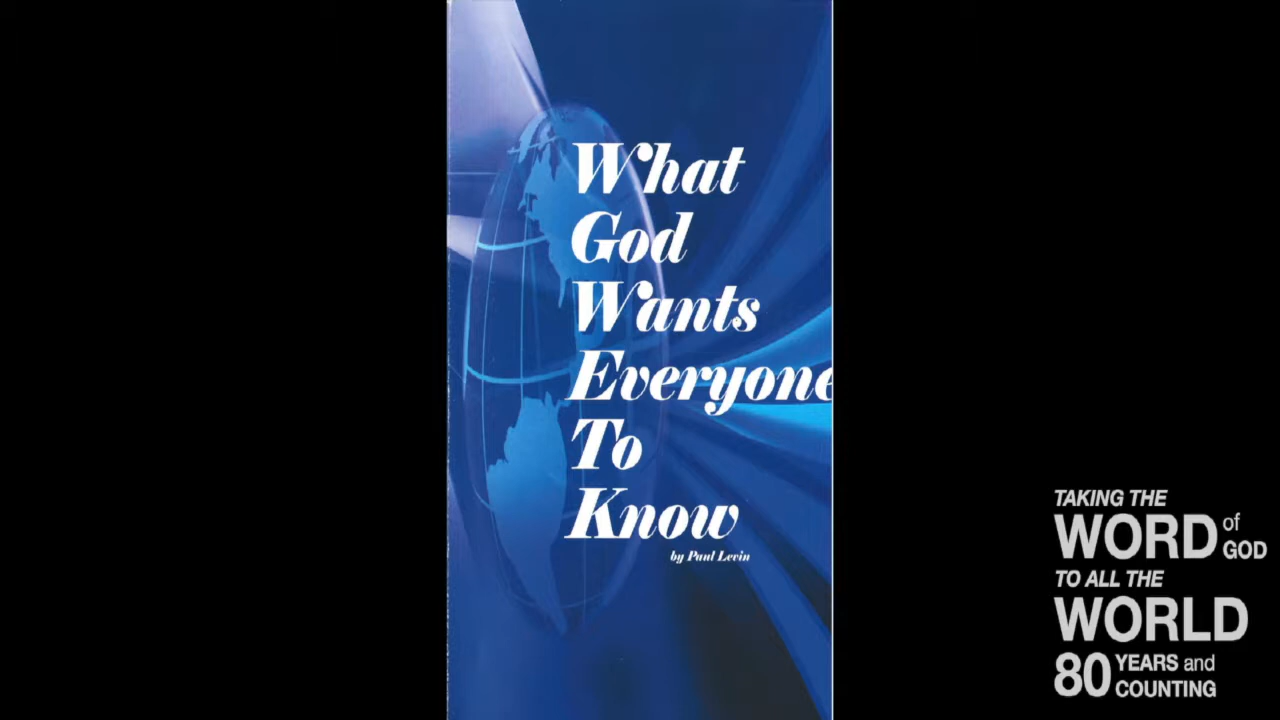 What
God
Wants
Everyone
To
Know
by Paul Levin
TAKING THE
WORD of GOD
TO ALL THE
WORLD
80 YEARS and
COUNTING